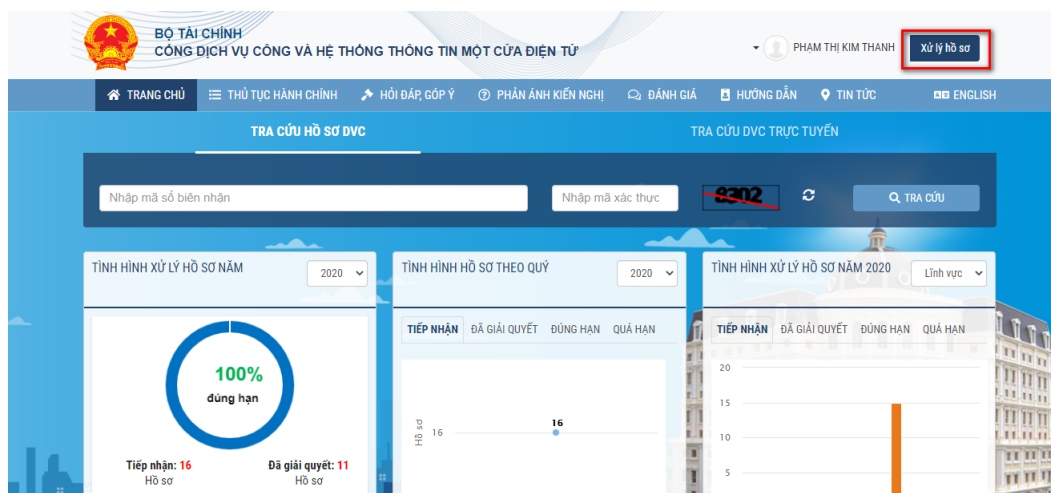 BỘ TÀI CHÍNH
CỔNG DỊCH VỤ CÔNG VÀ HỆ THỐNG THÔNG TIN MỘT CỬA ĐIỆN TỬ
PHẠM THỊ KIM THANH
Xử lý hồ sơ
TRANG CHỦ THỦ TỤC HÀNH CHÍNH HỎI ĐÁP, GÓP Ý PHẢN ÁNH KIẾN NGHỊ ĐÁNH GIÁ HƯỚNG DẪN TIN TỨC ENGLISH
TRA CỨU HỒ SƠ DVC TRA CỨU DVC TRỰC TUYẾN
Nhập mã số biên nhận Nhập mã xác thực 8302 TRA CỨU
TÌNH HÌNH XỬ LÝ HỒ SƠ NĂM 2020
100%
đúng hạn
Tiếp nhận: 16 Đã giải quyết: 11
Hồ sơ Hồ sơ
TÌNH HÌNH HỒ SƠ THEO QUÝ 2020
TIẾP NHẬN ĐÃ GIẢI QUYẾT ĐÚNG HẠN QUÁ HẠN
16
Hồ sơ
16
TÌNH HÌNH XỬ LÝ HỒ SƠ NĂM 2020 Lĩnh vực
TIẾP NHẬN ĐÃ GIẢI QUYẾT ĐÚNG HẠN QUÁ HẠN
20
15
10
5